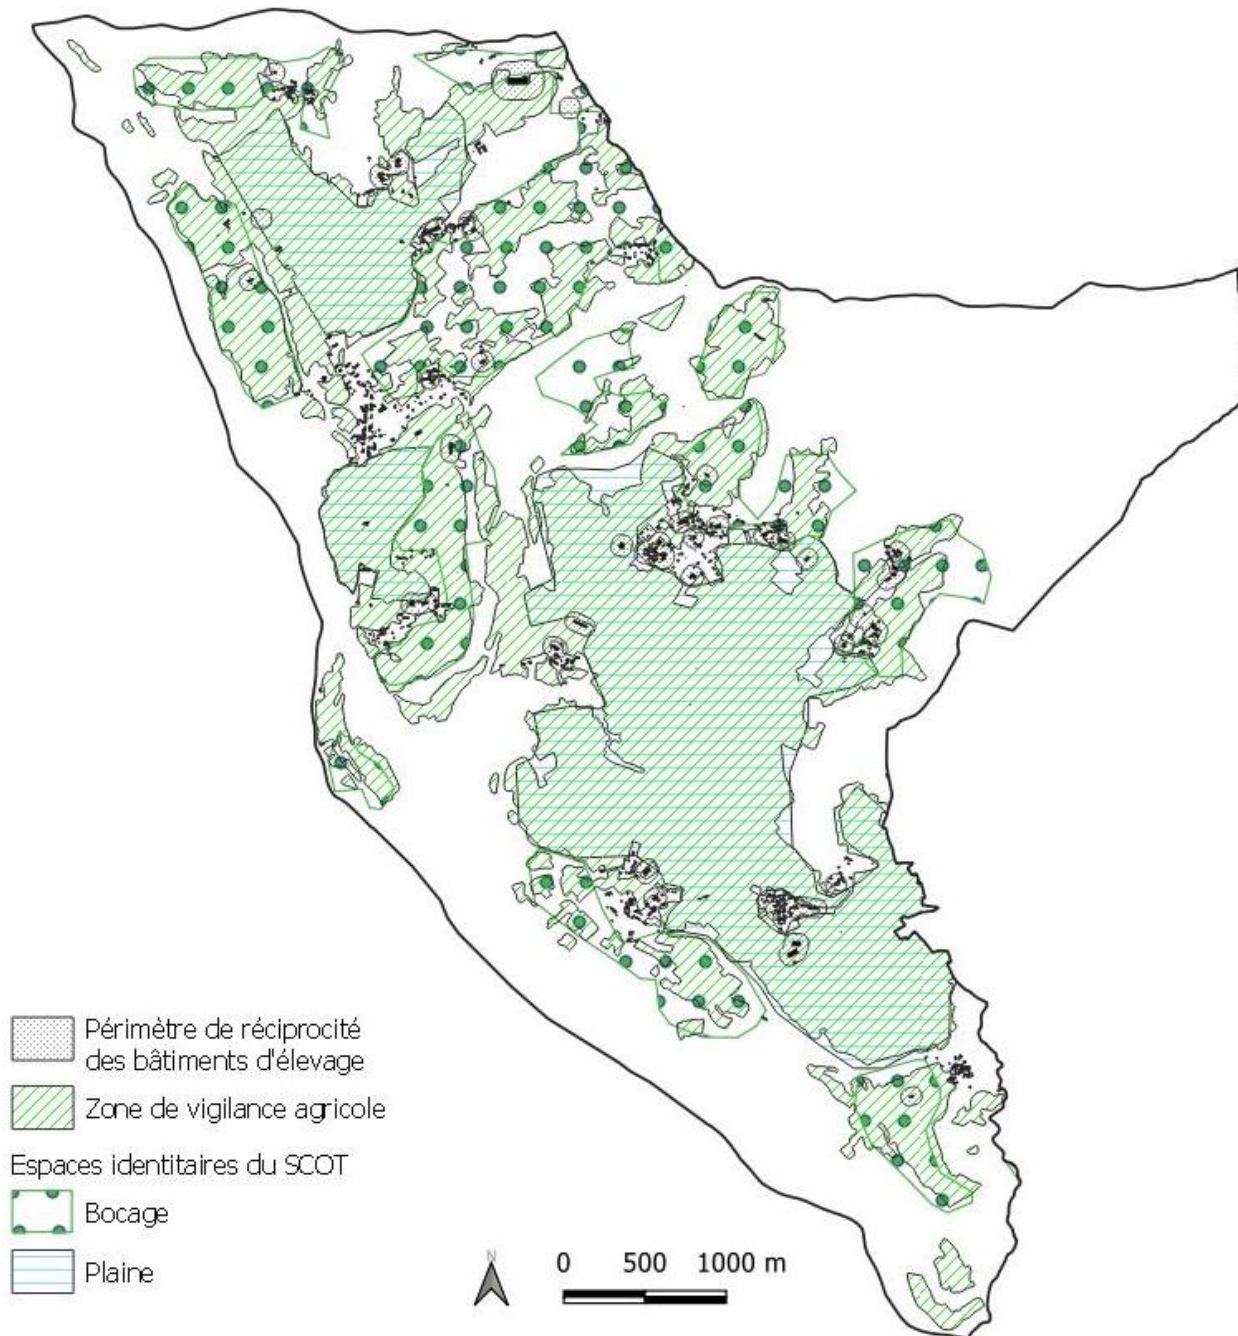 Périmètre de réciprocité
des bâtiments d'élevage
Zone de vigilance agricole
Espaces identitaires du SCOT
Bocage
Plaine
N
0 500 1000 m